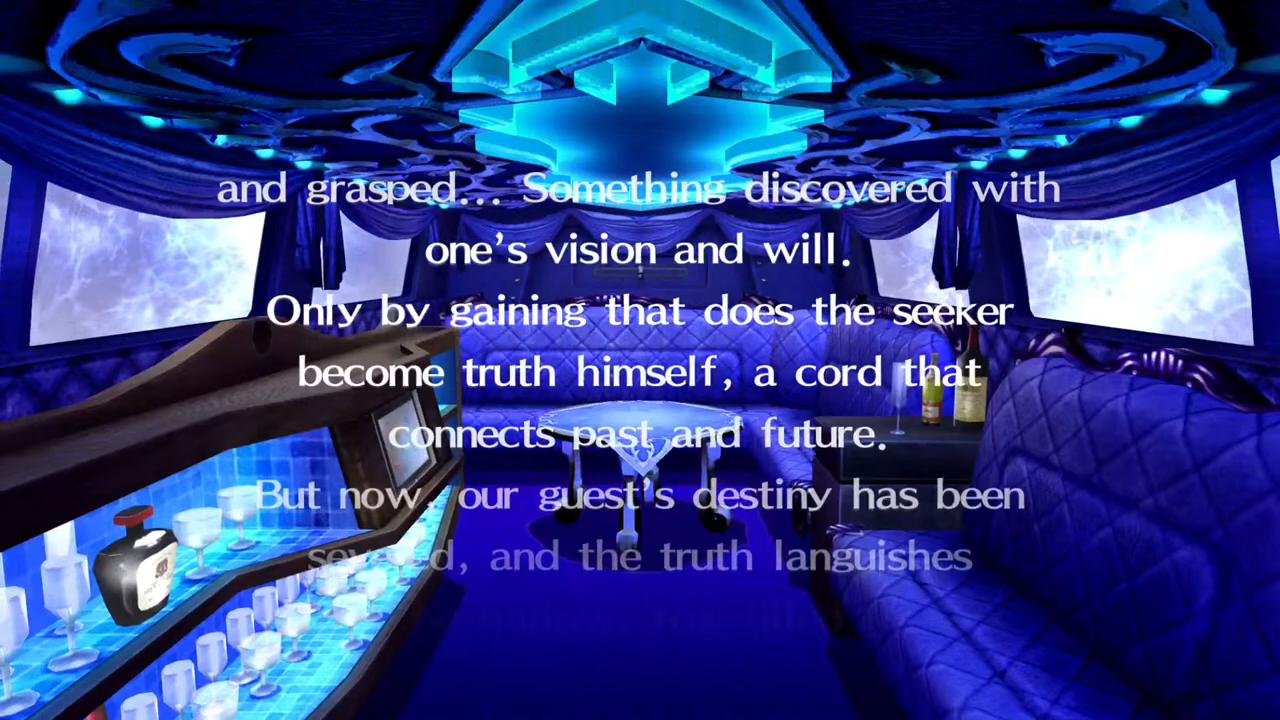 and grasped... Something discovered with
one's vision and will.
Only by gaining that does the seeker
become truth himself, a cord that
connects past and future.
But now, our guest's destiny has been
severed, and the truth languishes